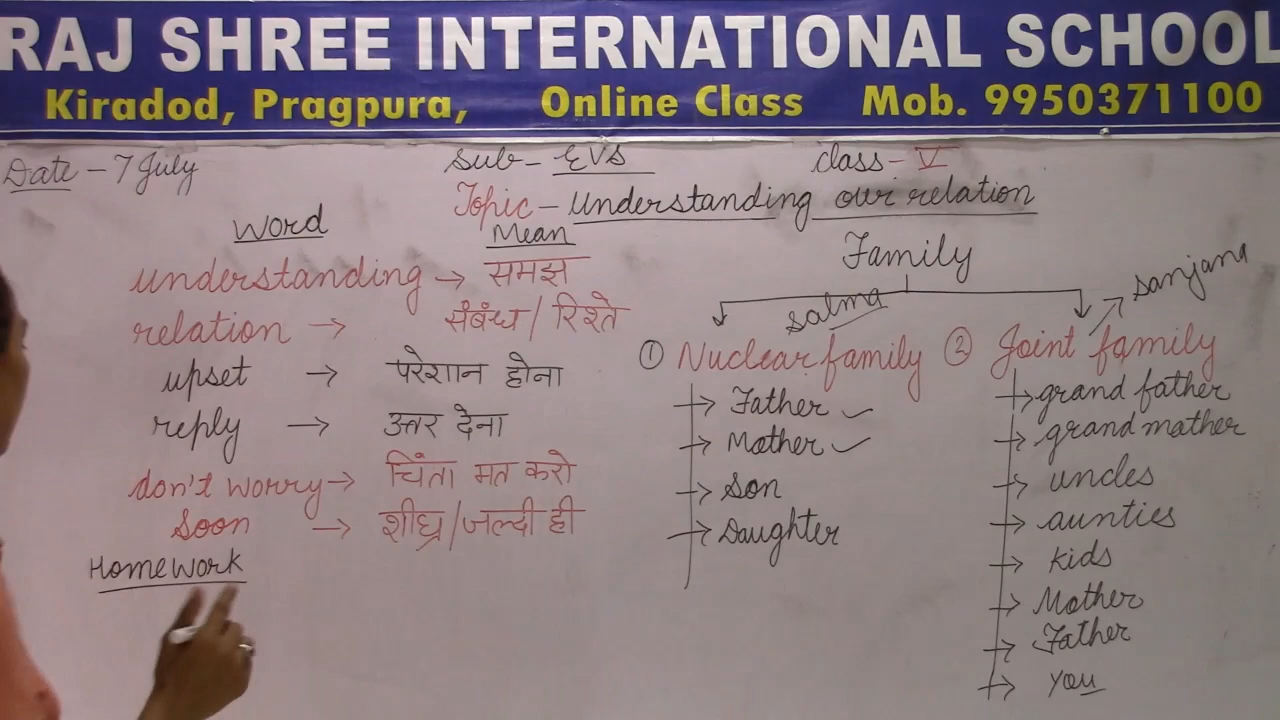 RAJ SHREE INTERNATIONAL SCHOOL
Kiradod, Pragpura, Online Class Mob. 9950371100
Date - 7 July
Sub - EVS
class - V
Topic - Understanding our relation
Word
Mean
understanding → समझ
relation → संबंध / रिश्ते
upset → परेशान होना
reply → उत्तर देना
don't worry → चिंता मत करो
soon → शीघ्र / जल्दी ही
Home Work
Family
Salma
Sanjana
① Nuclear family
→ Father ✓
→ Mother ✓
→ Son
→ Daughter
② Joint family
→ grand father
→ grand mather
→ uncles
→ aunties
→ kids
→ Mother
→ Father
→ you